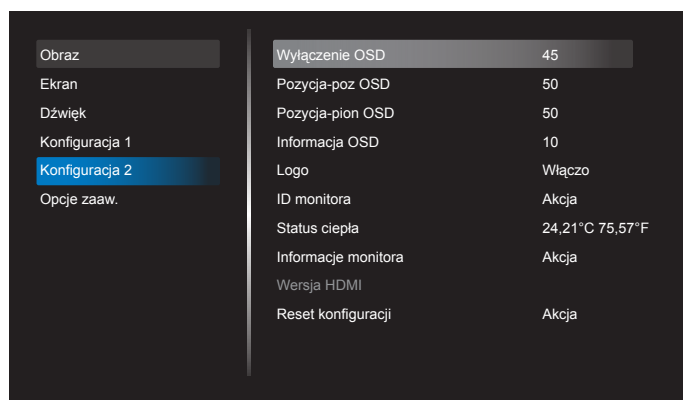 Obraz
Ekran
Dźwięk
Konfiguracja 1
Konfiguracja 2
Opcje zaaw.
Wyłączenie OSD 45
Pozycja-poz OSD 50
Pozycja-pion OSD 50
Informacja OSD 10
Logo Włączo
ID monitora Akcja
Status ciepła 24,21°C 75,57°F
Informacje monitora Akcja
Wersja HDMI
Reset konfiguracji Akcja